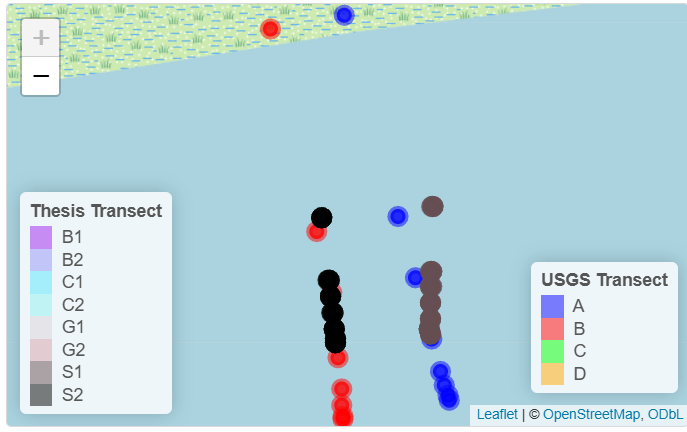 +
−
Thesis Transect
B1
B2
C1
C2
G1
G2
S1
S2
USGS Transect
A
B
C
D
Leaflet | © OpenStreetMap, ODbL